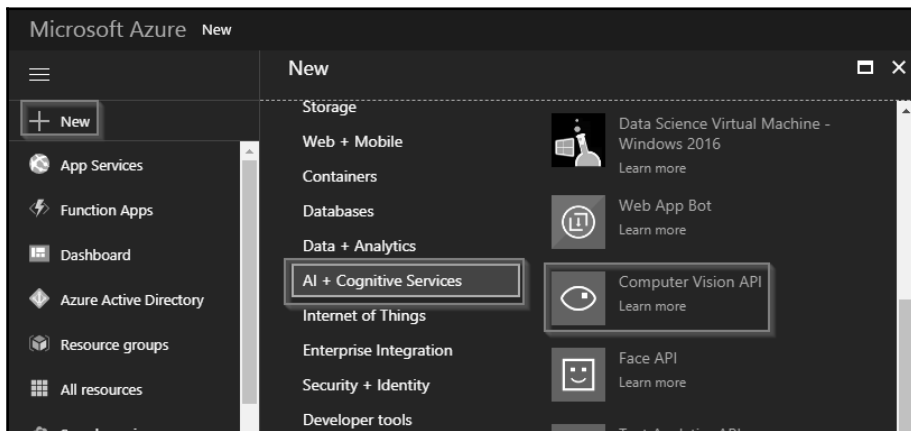 Microsoft Azure New
New
New
App Services
Function Apps
Dashboard
Azure Active Directory
Resource groups
All resources
Storage
Web + Mobile
Containers
Databases
Data + Analytics
AI + Cognitive Services
Internet of Things
Enterprise Integration
Security + Identity
Developer tools
Data Science Virtual Machine -
Windows 2016
Learn more
Web App Bot
Learn more
Computer Vision API
Learn more
Face API
Learn more